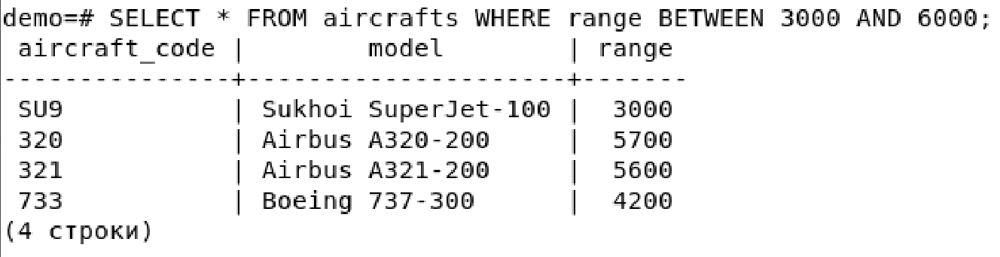 demo=# SELECT * FROM aircrafts WHERE range BETWEEN 3000 AND 6000;
 aircraft_code |        model        | range
---------------+---------------------+-------
 SU9           | Sukhoi SuperJet-100 |  3000
 320           | Airbus A320-200     |  5700
 321           | Airbus A321-200     |  5600
 733           | Boeing 737-300      |  4200
(4 строки)